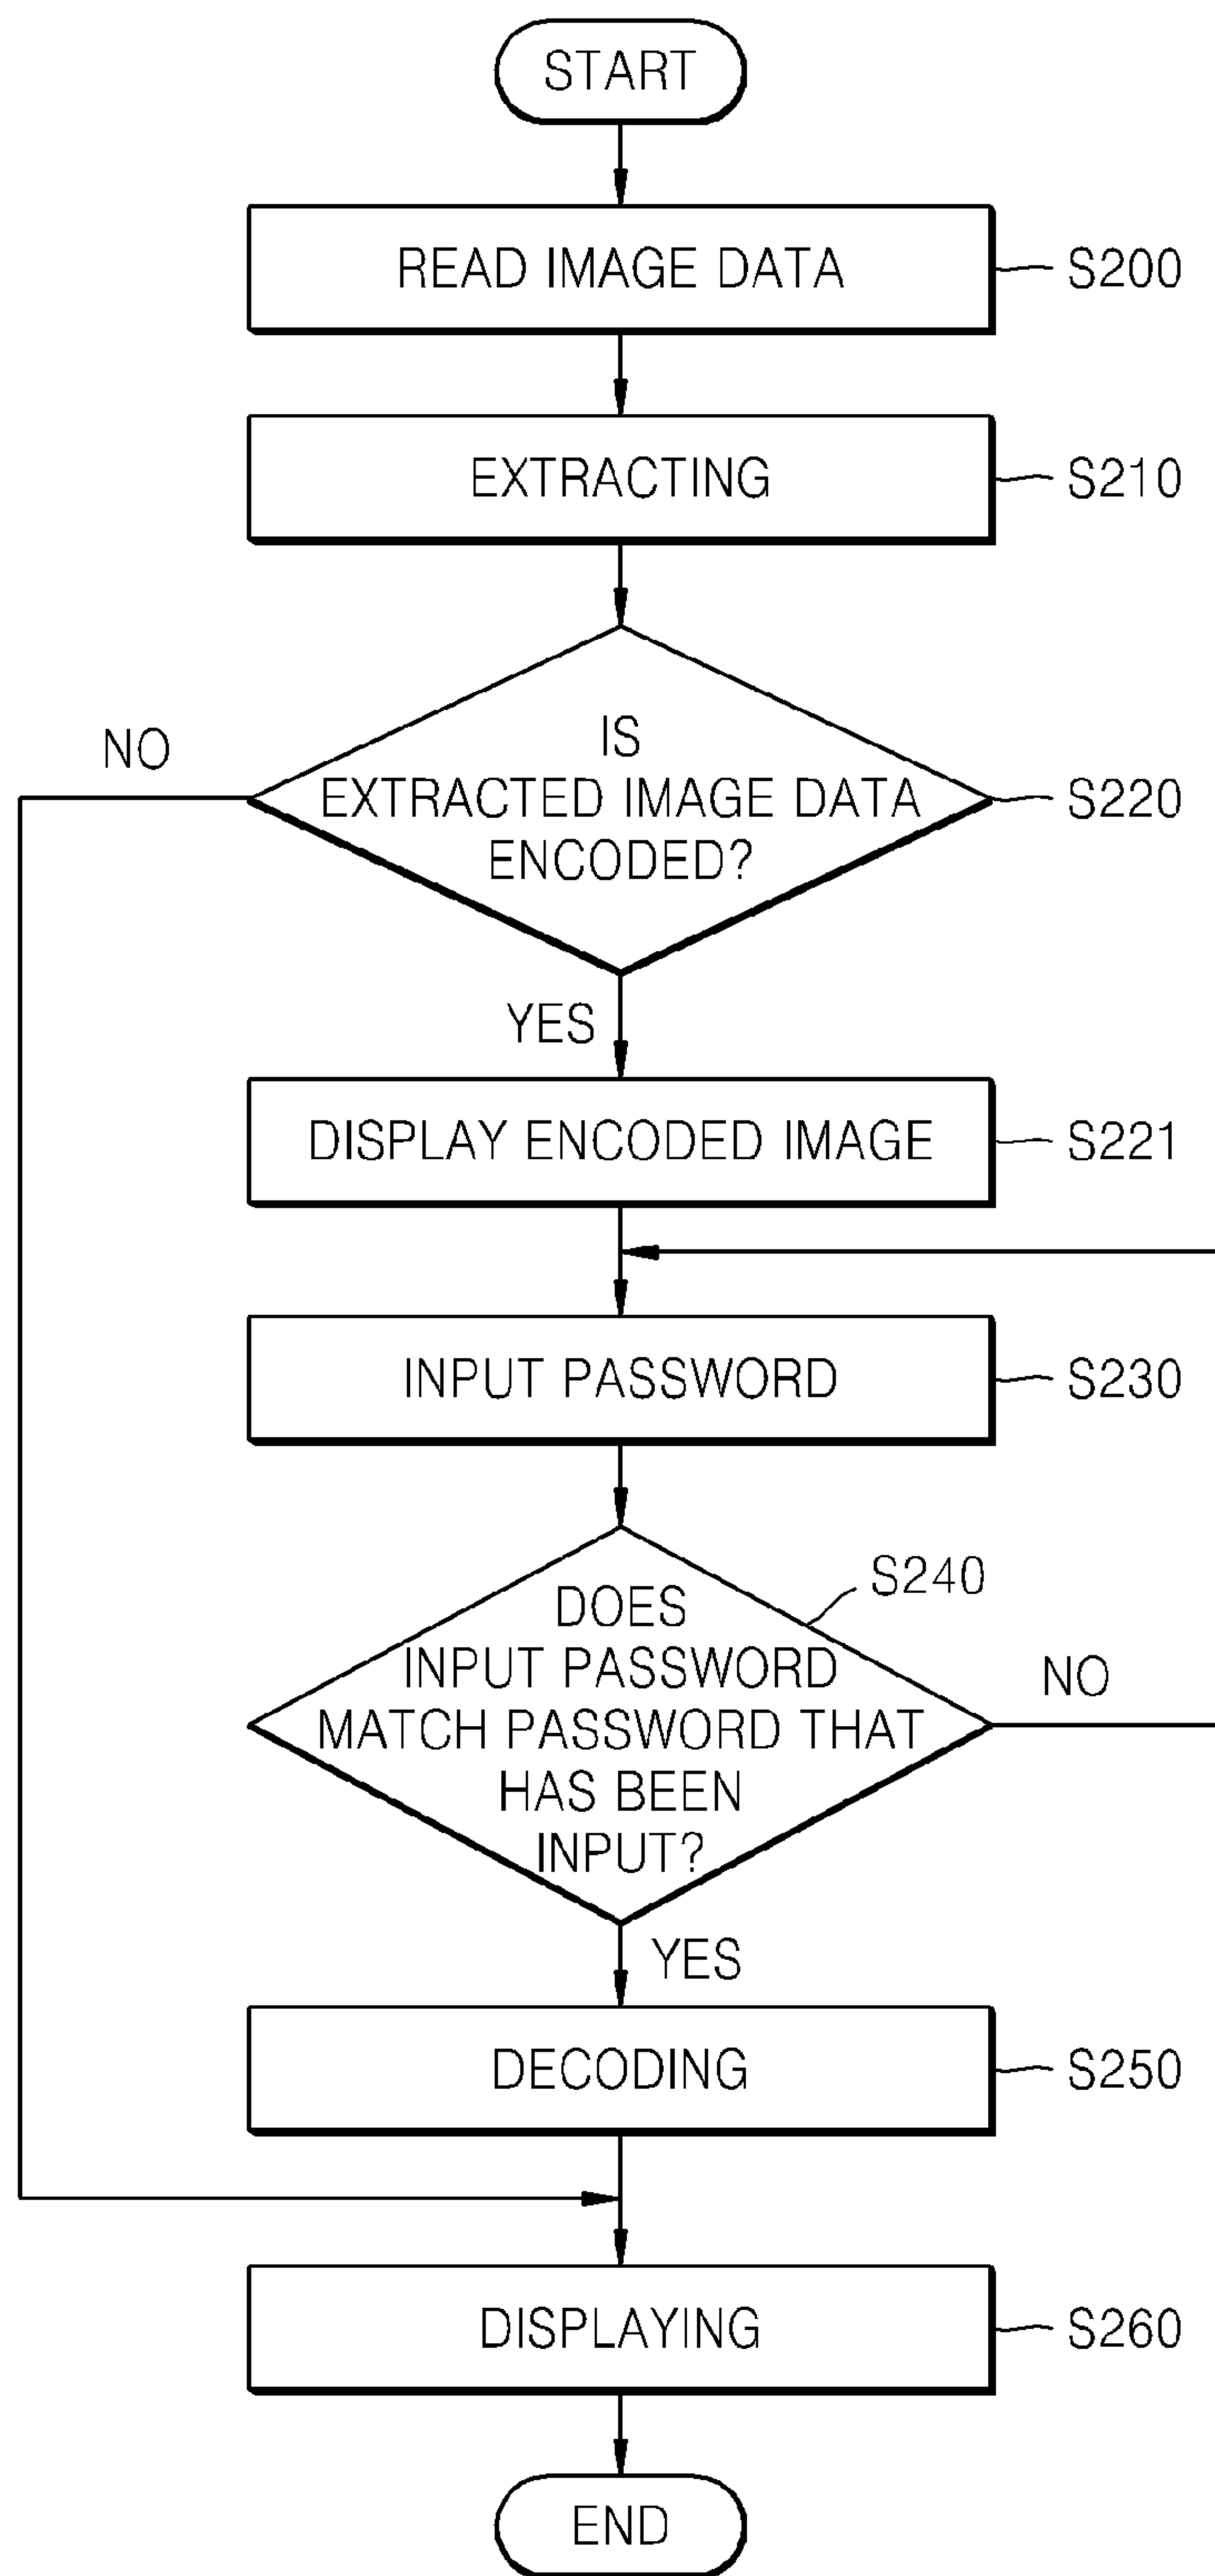 START
READ IMAGE DATA
S200
EXTRACTING
S210
NO
IS
EXTRACTED IMAGE DATA
ENCODED?
S220
YES
DISPLAY ENCODED IMAGE
S221
INPUT PASSWORD
S230
S240
DOES
INPUT PASSWORD
MATCH PASSWORD THAT
HAS BEEN
INPUT?
NO
YES
DECODING
S250
DISPLAYING
S260
END